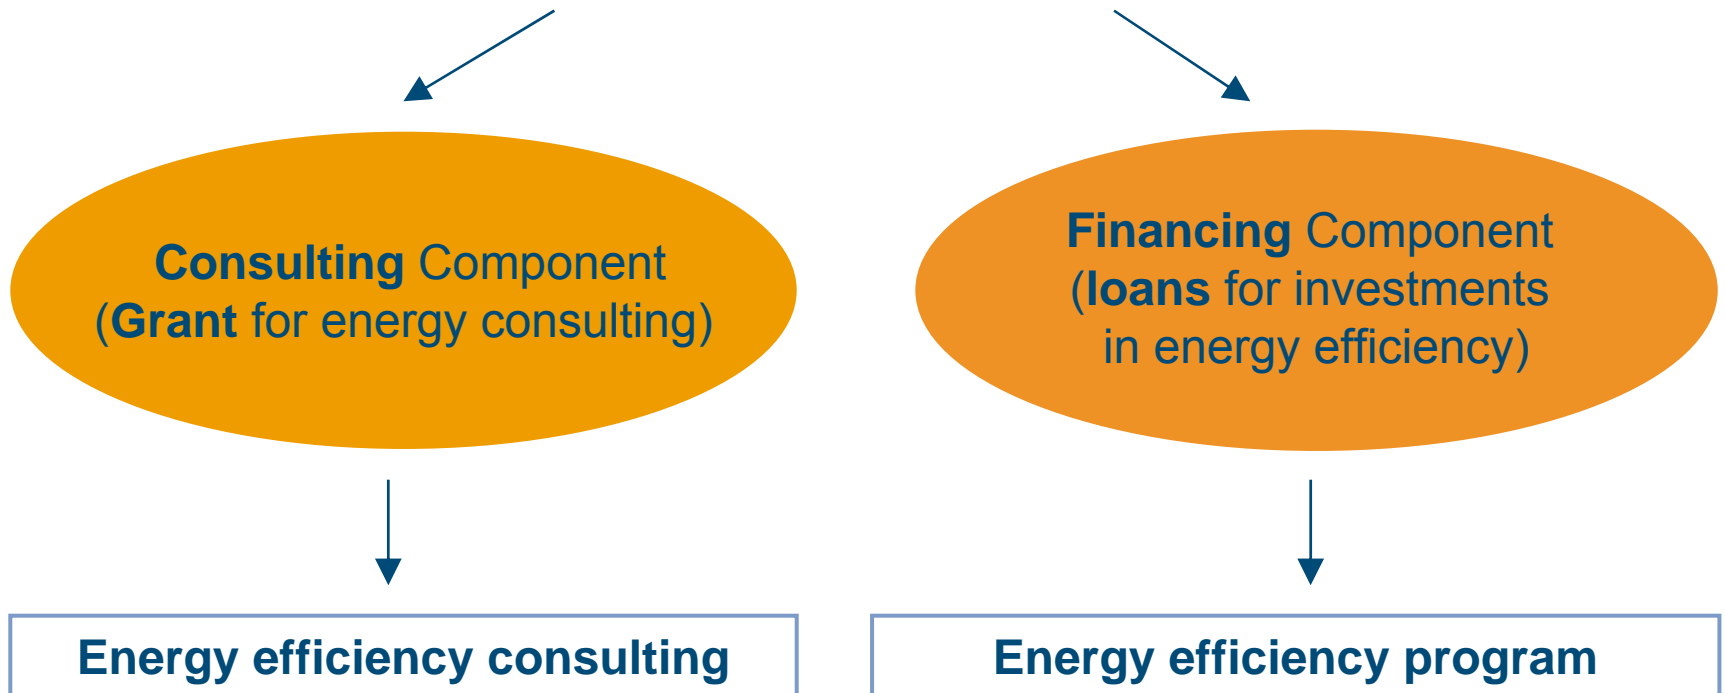 Consulting Component
(Grant for energy consulting)
Financing Component
(loans for investments
in energy efficiency)
Energy efficiency consulting
Energy efficiency program